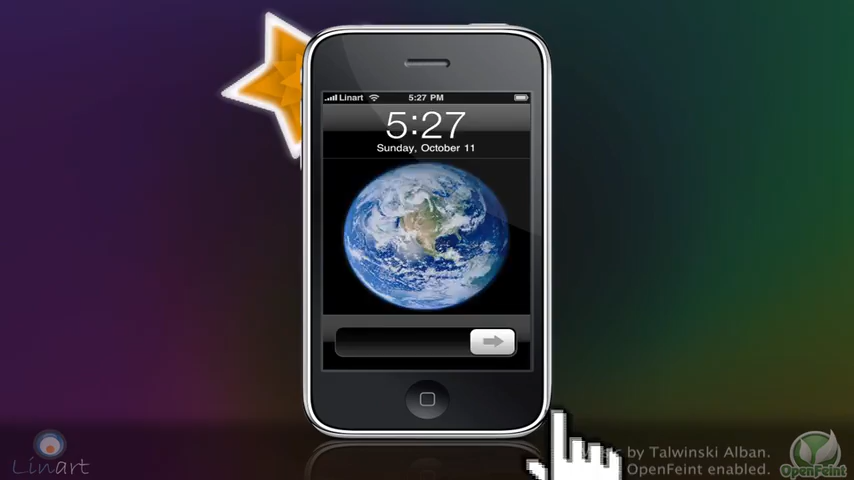 Linart
5:27 PM
5:27
Sunday, October 11
Linart
by Talwinski Alban.
OpenFeint enabled.
OpenFeint